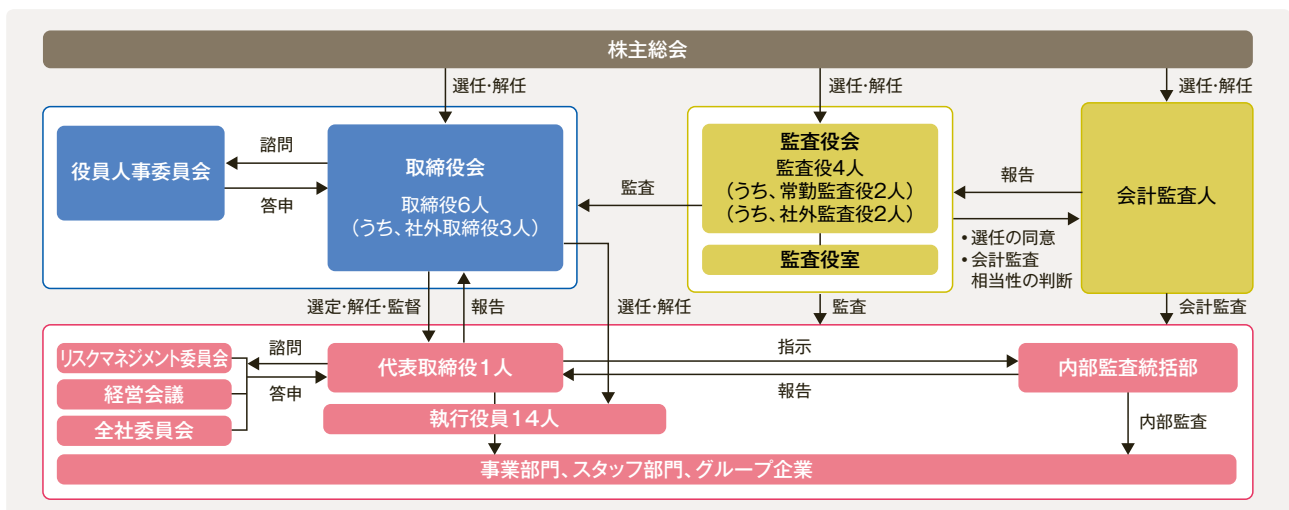 株主総会
選任・解任
選任・解任
選任・解任
役員人事委員会
諮問
答申
取締役会
取締役6人
（うち、社外取締役3人）
監査
監査役会
監査役4人
（うち、常勤監査役2人）
（うち、社外監査役2人）
監査役室
報告
• 選任の同意
• 会計監査
相当性の判断
会計監査人
選定・解任・監督
報告
選任・解任
監査
会計監査
リスクマネジメント委員会
経営会議
全社委員会
諮問
答申
代表取締役1人
執行役員14人
指示
報告
内部監査統括部
内部監査
事業部門、スタッフ部門、グループ企業